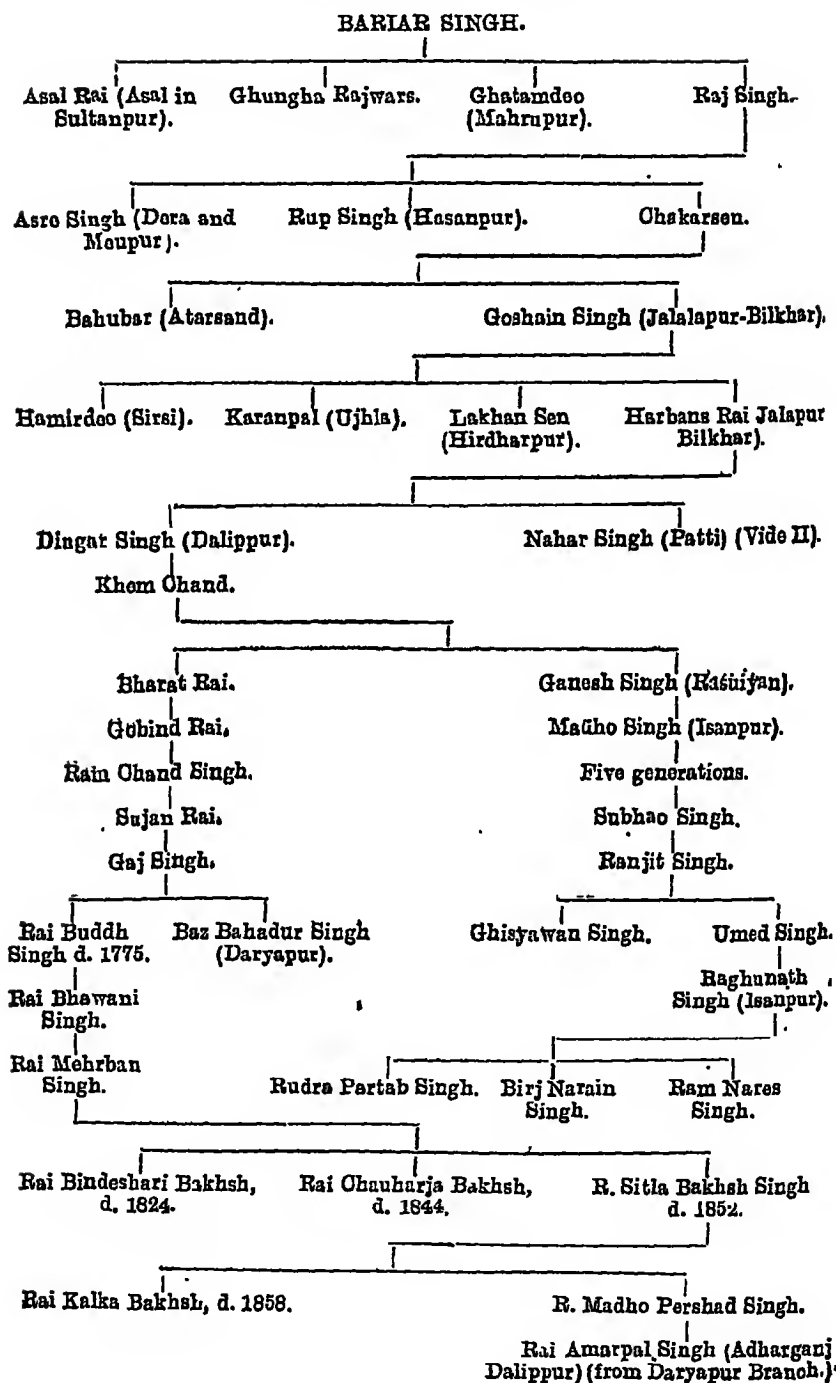 BARIAR SINGH.
Asal Rai (Asal in Sultanpur).
Ghungha Rajwars.
Ghatamdeo (Mahrupur).
Raj Singh.
Asre Singh (Dera and Meupur).
Rup Singh (Hasanpur).
Chakarsen.
Bahubar (Atarsand).
Goshain Singh (Jalalapur-Bilkhar).
Hamirdeo (Sirsi).
Karanpal (Ujhla).
Lakhan Sen (Hirdharpur).
Harbans Rai Jalapur Bilkhar).
Dingat Singh (Dalippur).
Nahar Singh (Patti) (Vide II).
Khem Chand.
Bharat Rai.
Ganesh Singh
Gobind Rai.
Madho Singh (Isanpur).
Ram Chand Singh.
Five generations.
Sujan Rai.
Subhao Singh.
Gaj Singh.
Ranjit Singh.
Rai Buddh Singh d. 1775.
Baz Bahadur Singh (Daryapur).
Ghisyawan Singh.
Umed Singh.
Rai Bhawani Singh.
Raghunath Singh (Isanpur).
Rai Mehrban Singh.
Rudra Partab Singh.
Birj Narain Singh.
Ram Nares Singh.
Rai Bindeshari Bakhsh, d. 1824.
Rai Chauharja Bakhsh, d. 1844.
R. Sitla Bakhsh Singh d. 1852.
Rai Kalka Bakhsh, d. 1858.
R. Madho Pershad Singh.
Rai Amarpal Singh (Adharganj Dalippur) (from Daryapur Branch.)